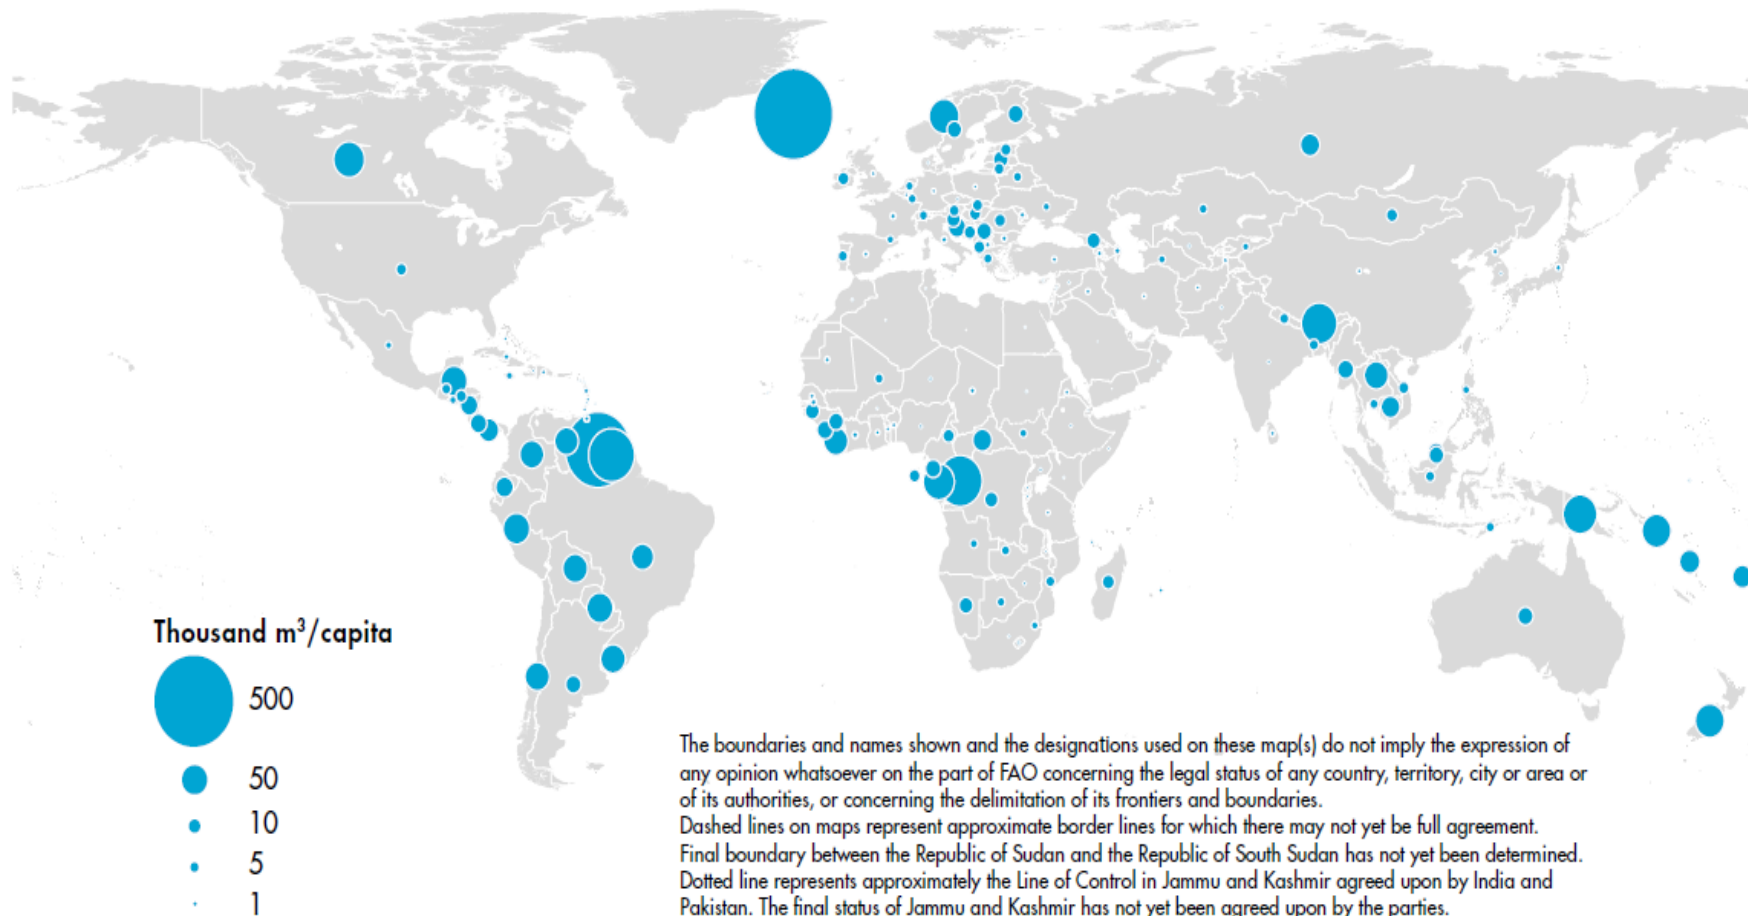 Thousand m³/capita
500
50
10
5
1
The boundaries and names shown and the designations used on these map(s) do not imply the expression of
any opinion whatsoever on the part of FAO concerning the legal status of any country, territory, city or area or
of its authorities, or concerning the delimitation of its frontiers and boundaries.
Dashed lines on maps represent approximate border lines for which there may not yet be full agreement.
Final boundary between the Republic of Sudan and the Republic of South Sudan has not yet been determined.
Dotted line represents approximately the Line of Control in Jammu and Kashmir agreed upon by India and
Pakistan. The final status of Jammu and Kashmir has not yet been agreed upon by the parties.